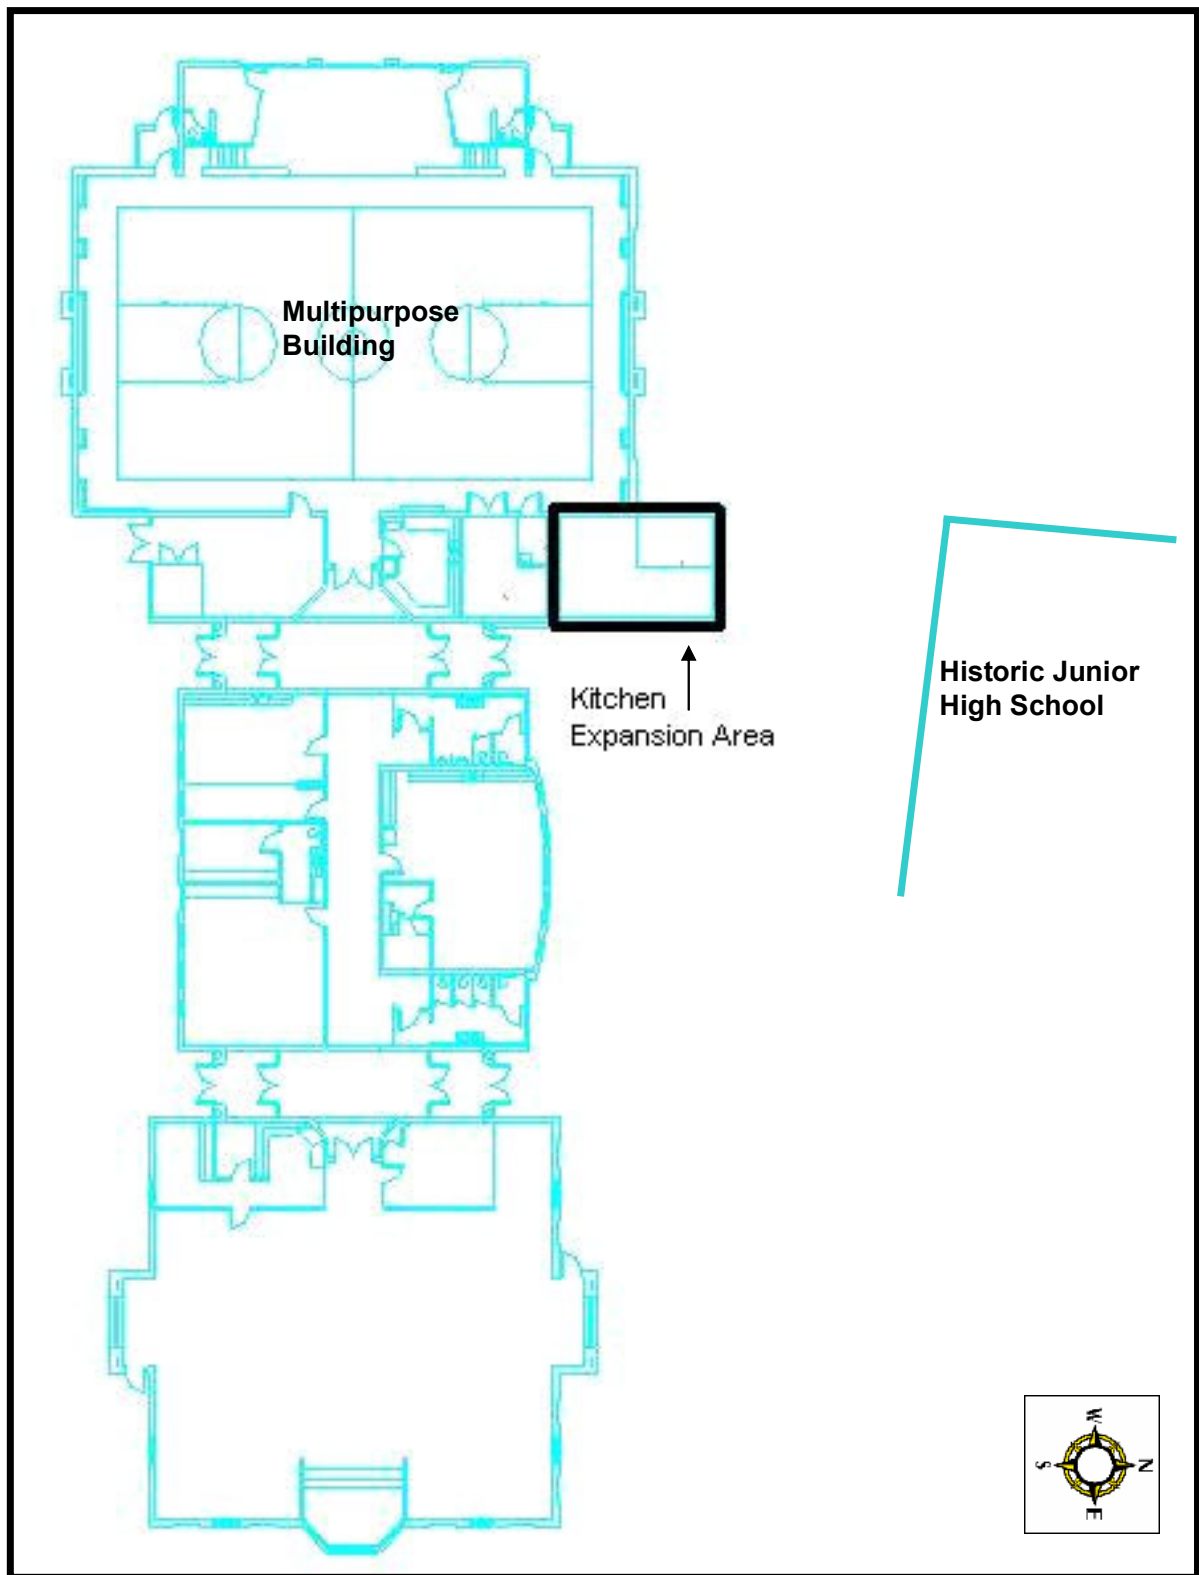 Multipurpose
Building
Kitchen
Expansion Area
Historic Junior
High School
W
S
N
E